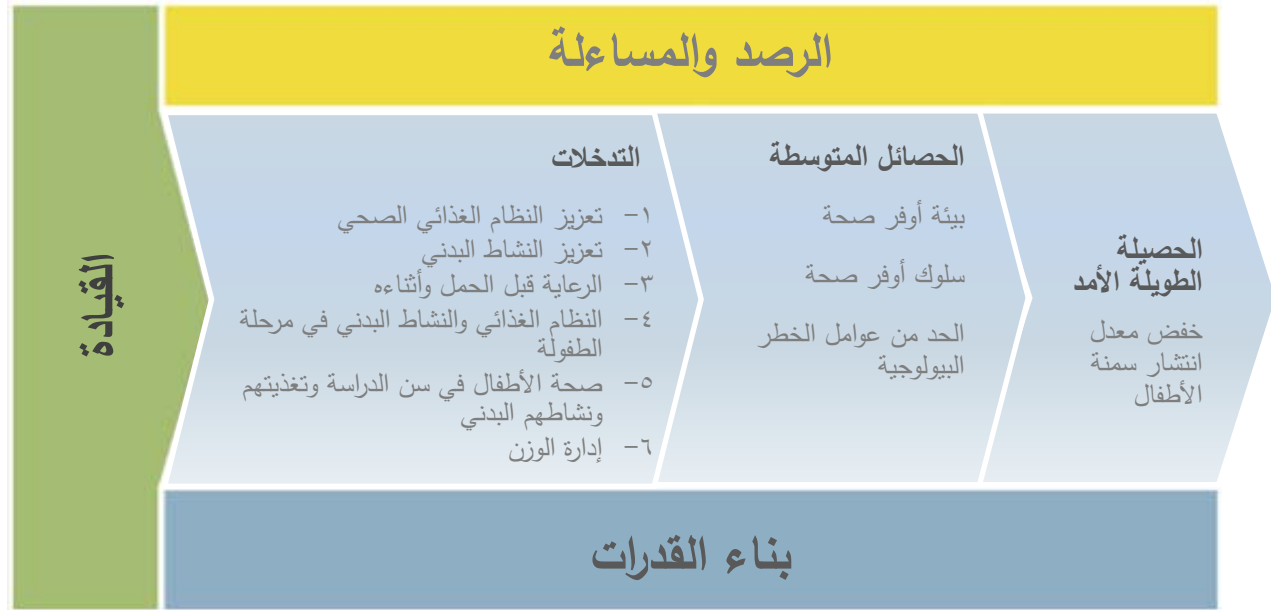 الرصد والمساءلة
القيادة
التدخلات
١- تعزيز النظام الغذائي الصحي
٢- تعزيز النشاط البدني
٣- الرعاية قبل الحمل وأثناءه
٤- النظام الغذائي والنشاط البدني في مرحلة
الطفولة
٥- صحة الأطفال في سن الدراسة وتغذيتهم
ونشاطهم البدني
٦- إدارة الوزن
الحصائل المتوسطة
بيئة أوفر صحة
سلوك أوفر صحة
الحد من عوامل الخطر
البيولوجية
الحصيلة
الطويلة الأمد
خفض معدل
انتشار سمنة
الأطفال
بناء القدرات